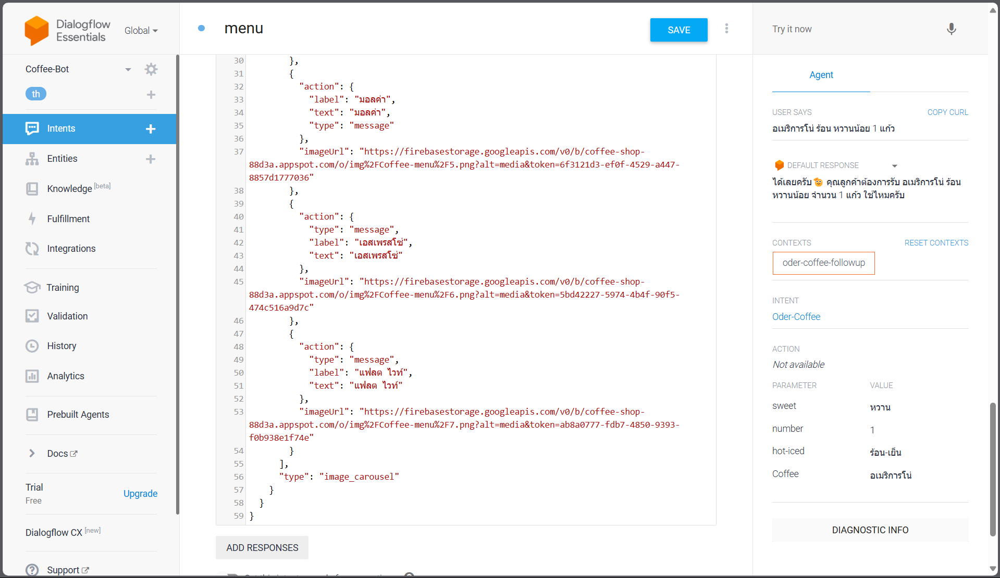 Dialogflow
Essentials
Global
Coffee-Bot
th
Intents
Entities
Knowledge [beta]
Fulfillment
Integrations
Training
Validation
History
Analytics
Prebuilt Agents
Docs
Trial
Free
Upgrade
Dialogflow CX [new]
Support
menu
SAVE
30 },
31 {
32 "action": {
33 "label": "มอลค่า",
34 "text": "มอลค่า",
35 "type": "message"
36 },
37 "imageUrl": "https://firebasestorage.googleapis.com/v0/b/coffee-shop-
88d3a.appspot.com/o/img%2FCoffee-menu%2F5.png?alt=media&token=6f3121d3-ef0f-4529-a447-
8857d1777036"
38 },
39 {
40 "action": {
41 "type": "message",
42 "label": "เอสเพรสโซ่",
43 "text": "เอสเพรสโซ่"
44 },
45 "imageUrl": "https://firebasestorage.googleapis.com/v0/b/coffee-shop-
88d3a.appspot.com/o/img%2FCoffee-menu%2F6.png?alt=media&token=5bd42227-5974-4b4f-90f5-
474c516a9d7c"
46 },
47 {
48 "action": {
49 "type": "message",
50 "label": "แฟลต ไวท์",
51 "text": "แฟลต ไวท์"
52 },
53 "imageUrl": "https://firebasestorage.googleapis.com/v0/b/coffee-shop-
88d3a.appspot.com/o/img%2FCoffee-menu%2F7.png?alt=media&token=ab8a0777-fdb7-4850-9393-
f0b938e1f74e"
54 }
55 ],
56 "type": "image_carousel"
57 }
58 }
59 }
ADD RESPONSES
Try it now
Agent
USER SAYS COPY CURL
อเมริการโน่ ร้อน หวานน้อย 1 แก้ว
DEFAULT RESPONSE
ได้เลยครับ คุณลูกค้าต้องการรับ อเมริการโน่ ร้อน
หวานน้อย จำนวน 1 แก้ว ใช่ไหมครับ
CONTEXTS RESET CONTEXTS
oder-coffee-followup
INTENT
Oder-Coffee
ACTION
Not available
PARAMETER VALUE
sweet หวาน
number 1
hot-iced ร้อน-เย็น
Coffee อเมริการโน่
DIAGNOSTIC INFO